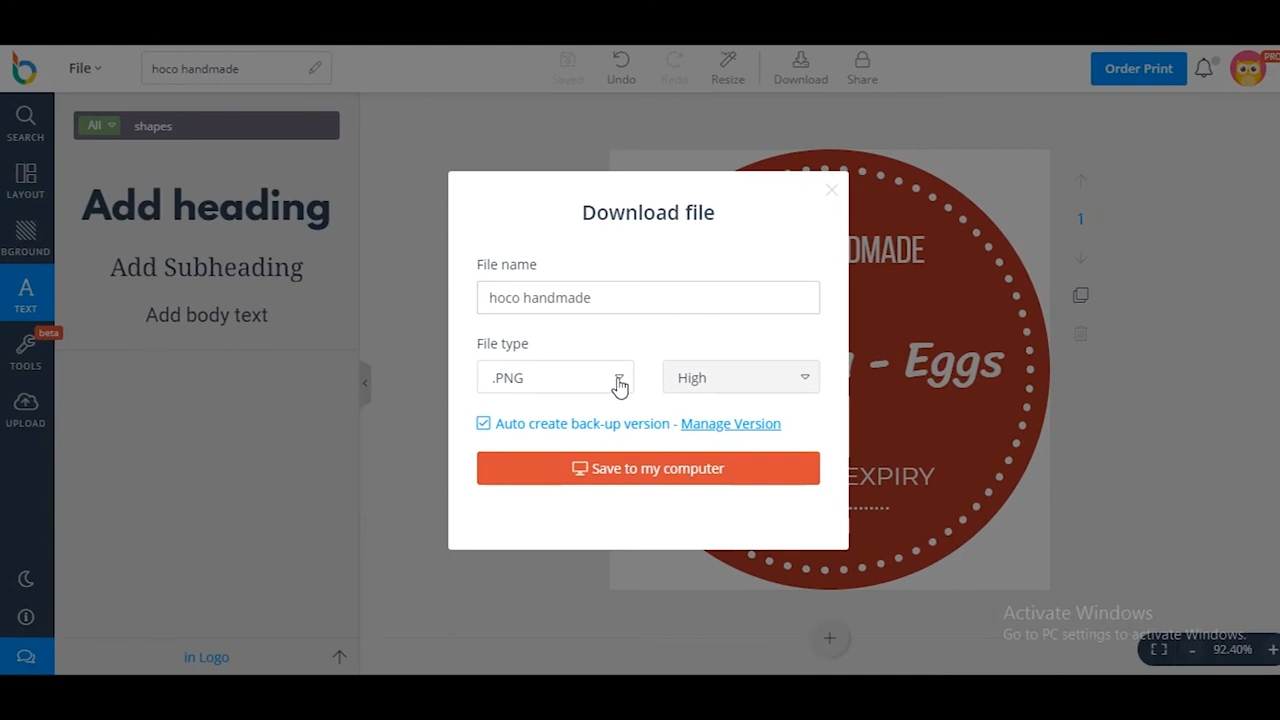 File
hoco handmade
Saved
Undo
Redo
Resize
Download
Share
Order Print
PRO
SEARCH
LAYOUT
BGROUND
TEXT
beta
TOOLS
UPLOAD
All
shapes
Add heading
Add Subheading
Add body text
in Logo
Download file
File name
hoco handmade
File type
.PNG
High
Auto create back-up version - Manage Version
Save to my computer
- Eggs
EXPIRY
1
Activate Windows
Go to PC settings to activate Windows.
92.40%